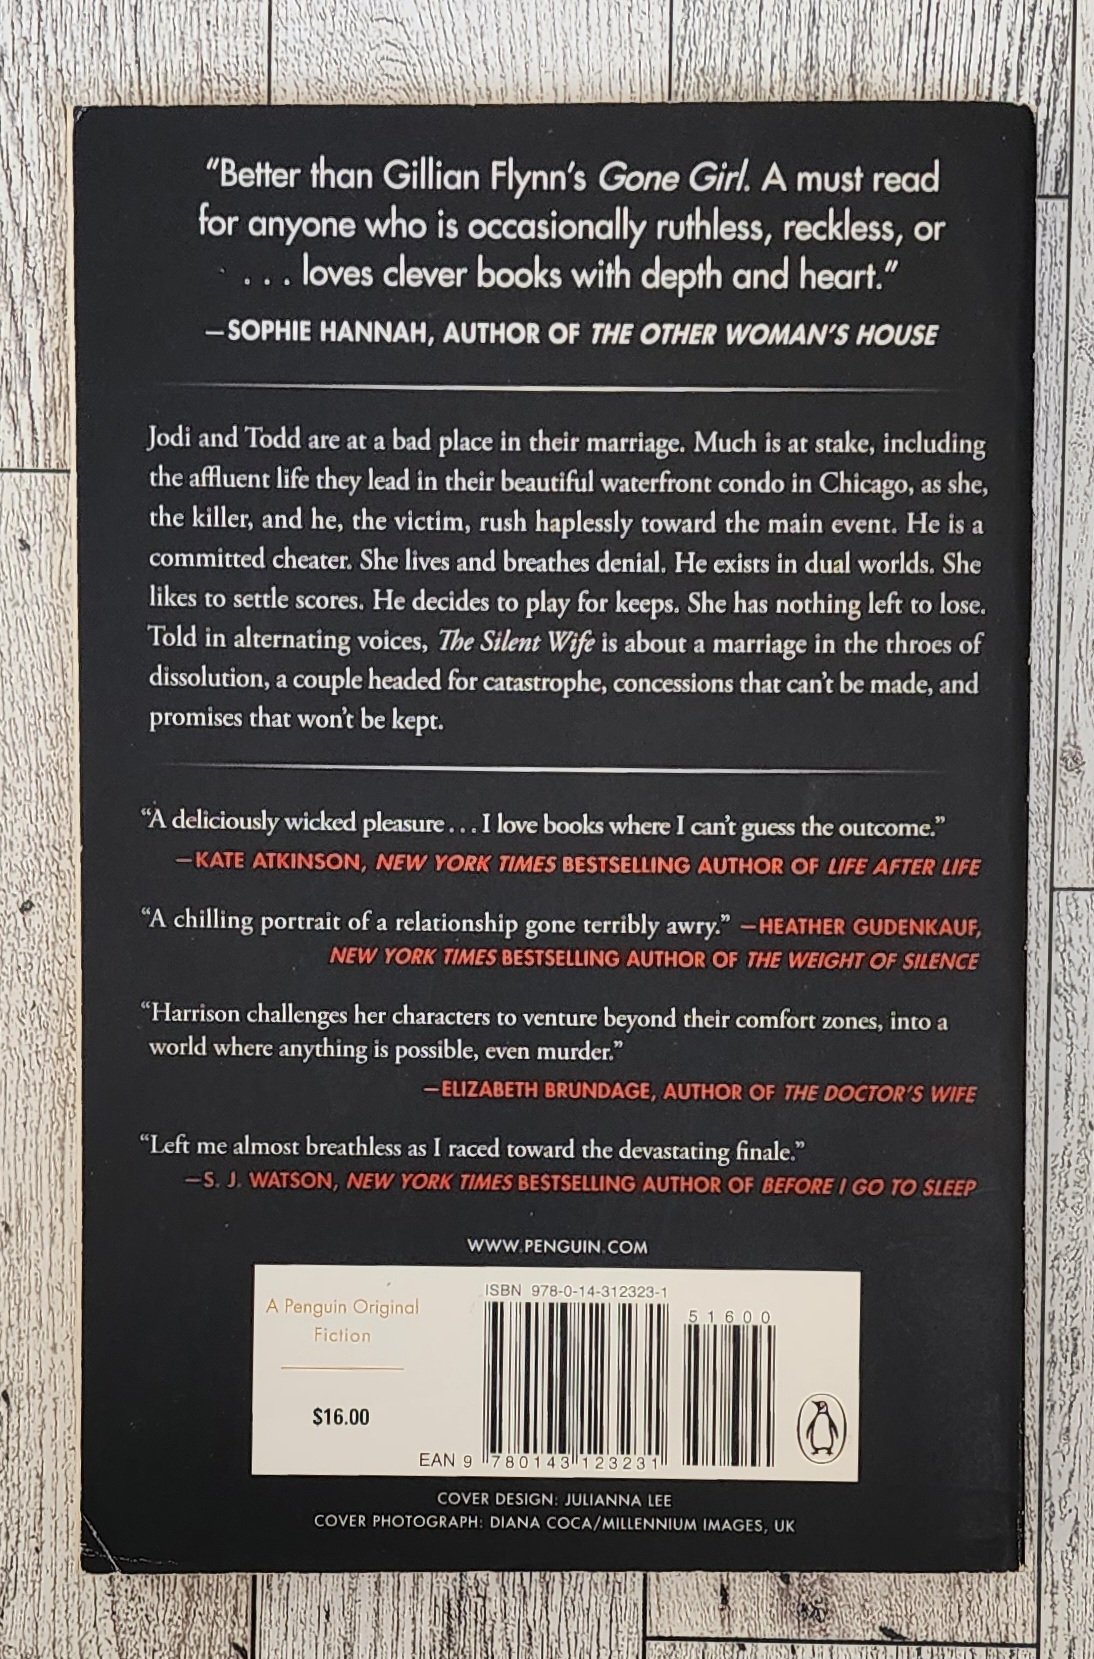 "Better than Gillian Flynn's Gone Girl. A must read
for anyone who is occasionally ruthless, reckless, or
. . . loves clever books with depth and heart."
—SOPHIE HANNAH, AUTHOR OF THE OTHER WOMAN'S HOUSE
Jodi and Todd are at a bad place in their marriage. Much is at stake, including
the affluent life they lead in their beautiful waterfront condo in Chicago, as she,
the killer, and he, the victim, rush haplessly toward the main event. He is a
committed cheater. She lives and breathes denial. He exists in dual worlds. She
likes to settle scores. He decides to play for keeps. She has nothing left to lose.
Told in alternating voices, The Silent Wife is about a marriage in the throes of
dissolution, a couple headed for catastrophe, concessions that can't be made, and
promises that won't be kept.
"A deliciously wicked pleasure . . . I love books where I can't guess the outcome."
—KATE ATKINSON, NEW YORK TIMES BESTSELLING AUTHOR OF LIFE AFTER LIFE
"A chilling portrait of a relationship gone terribly awry." —HEATHER GUDENKAUF,
NEW YORK TIMES BESTSELLING AUTHOR OF THE WEIGHT OF SILENCE
"Harrison challenges her characters to venture beyond their comfort zones, into a
world where anything is possible, even murder."
—ELIZABETH BRUNDAGE, AUTHOR OF THE DOCTOR'S WIFE
"Left me almost breathless as I raced toward the devastating finale."
—S. J. WATSON, NEW YORK TIMES BESTSELLING AUTHOR OF BEFORE I GO TO SLEEP
WWW.PENGUIN.COM
A Penguin Original
Fiction
$16.00
ISBN 978-0-14-312323-1
51600
EAN 9 780143 123231
COVER DESIGN: JULIANNA LEE
COVER PHOTOGRAPH: DIANA COCA/MILLENNIUM IMAGES, UK